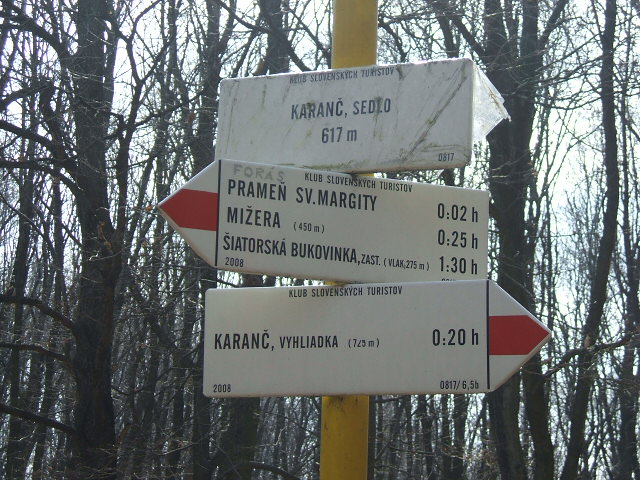 KLUB SLOVENSKÝCH TURISTOV
KARANČ, SEDLO
617 m
0817
FORÁS
KLUB SLOVENSKÝCH TURISTOV
PRAMEŇ SV.MARGITY 0:02 h
MIŽERA (450 m) 0:25 h
ŠIATORSKÁ BUKOVINKA, ZAST. (VLAK,275 m) 1:30 h
2008
KLUB SLOVENSKÝCH TURISTOV
KARANČ, VYHLIADKA (725 m) 0:20 h
2008 0817/6,5b